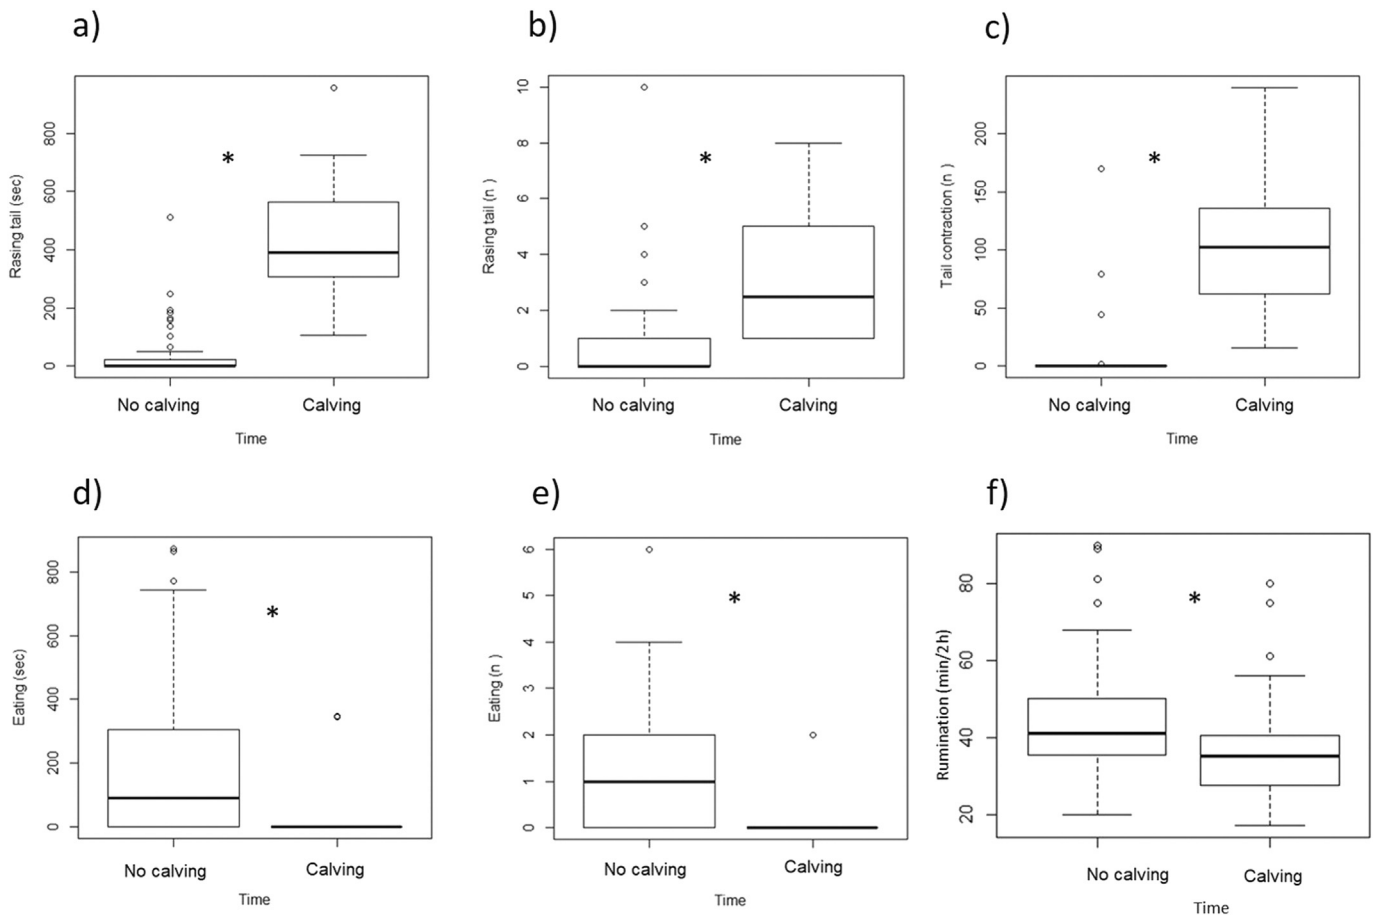 a)
Rasing tail (sec)
800
600
400
200
0
*
No calving
Calving
Time
b)
Rasing tail (n )
10
8
6
4
2
0
*
No calving
Calving
Time
c)
Tail contraction (n )
200
150
100
50
0
*
No calving
Calving
Time
d)
Eating (sec)
800
600
400
200
0
*
No calving
Calving
Time
e)
Eating (n )
6
5
4
3
2
1
0
*
No calving
Calving
Time
f)
Rumination (min/2h)
80
60
40
20
*
No calving
Calving
Time